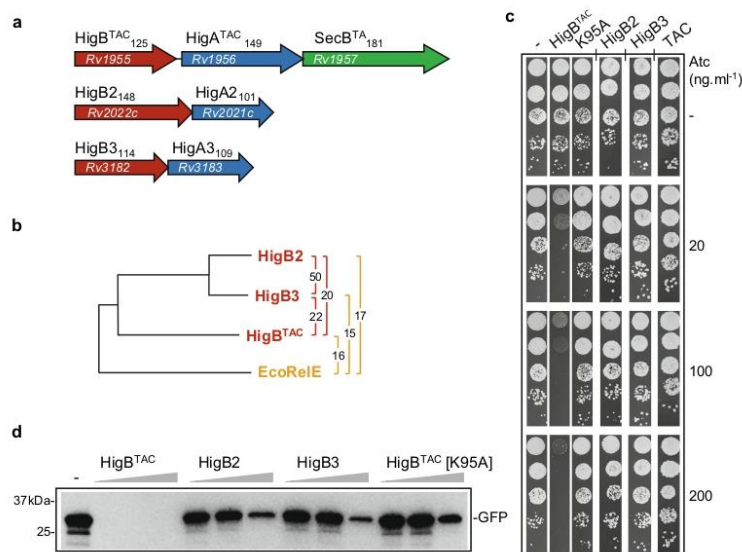 a
HigBTAC125 HigATAC149 SecBTA181
Rv1955 Rv1956 Rv1957
HigB2148 HigA2101
Rv2022c Rv2021c
HigB3114 HigA3109
Rv3182 Rv3183
b
HigB2
HigB3
HigBTAC
EcoRelE
50
20
22
17
15
16
c
- HigBTAC K95A HigB2 HigB3 TAC
Atc
(ng.ml-1)
-
20
100
200
d
- HigBTAC HigB2 HigB3 HigBTAC [K95A]
37kDa-
-GFP
25-